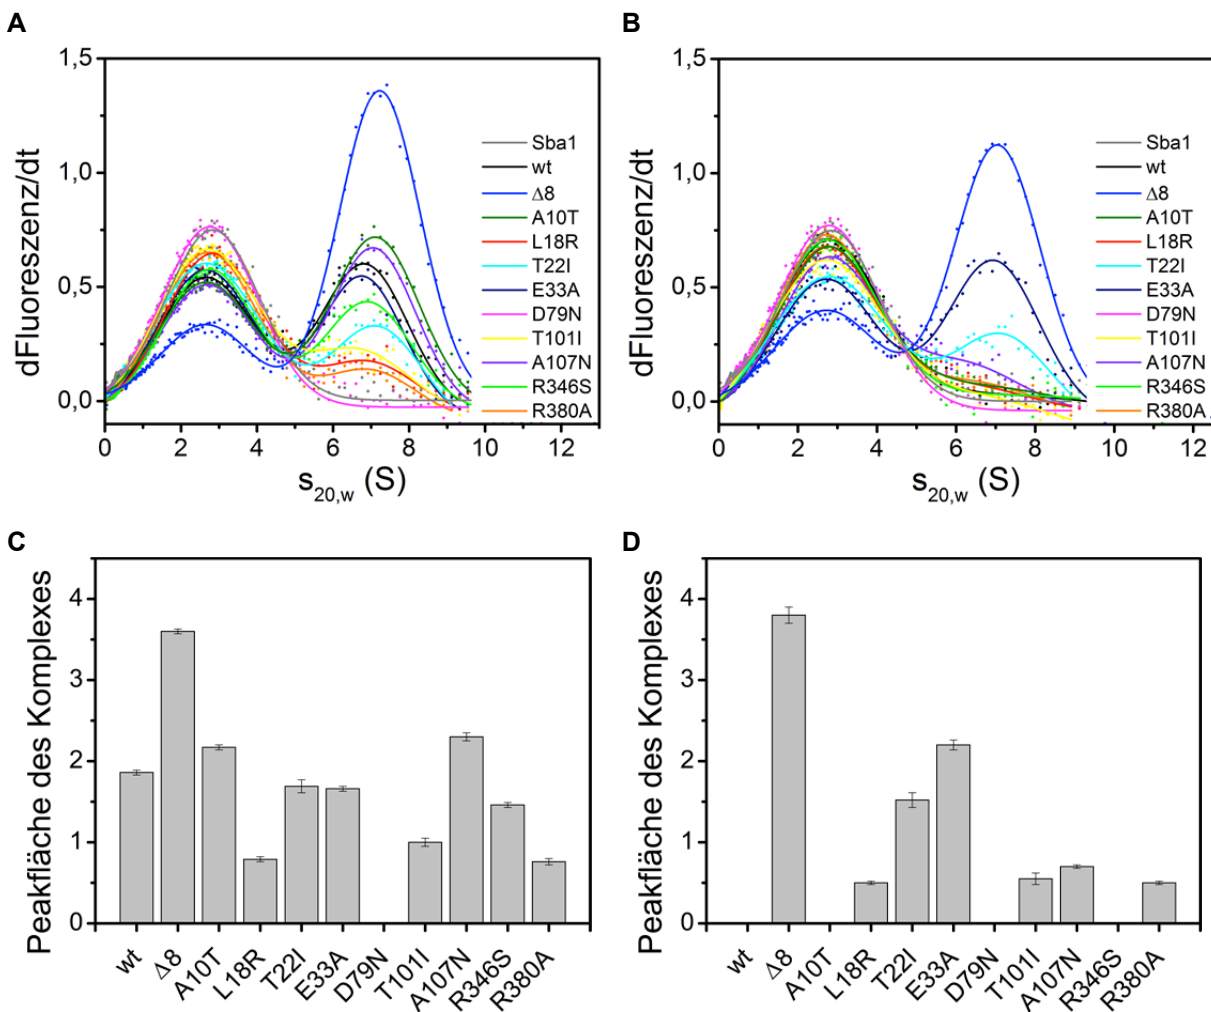 A
1,5
1,0
0,5
0,0
dFluoreszenz/dt
0 2 4 6 8 10 12
s20,w (S)
Sba1
wt
Δ8
A10T
L18R
T22I
E33A
D79N
T101I
A107N
R346S
R380A
B
1,5
1,0
0,5
0,0
dFluoreszenz/dt
0 2 4 6 8 10 12
s20,w (S)
Sba1
wt
Δ8
A10T
L18R
T22I
E33A
D79N
T101I
A107N
R346S
R380A
C
4
3
2
1
0
Peakfläche des Komplexes
wt Δ8 A10T L18R T22I E33A D79N T101I A107N R346S R380A
D
4
3
2
1
0
Peakfläche des Komplexes
wt Δ8 A10T L18R T22I E33A D79N T101I A107N R346S R380A